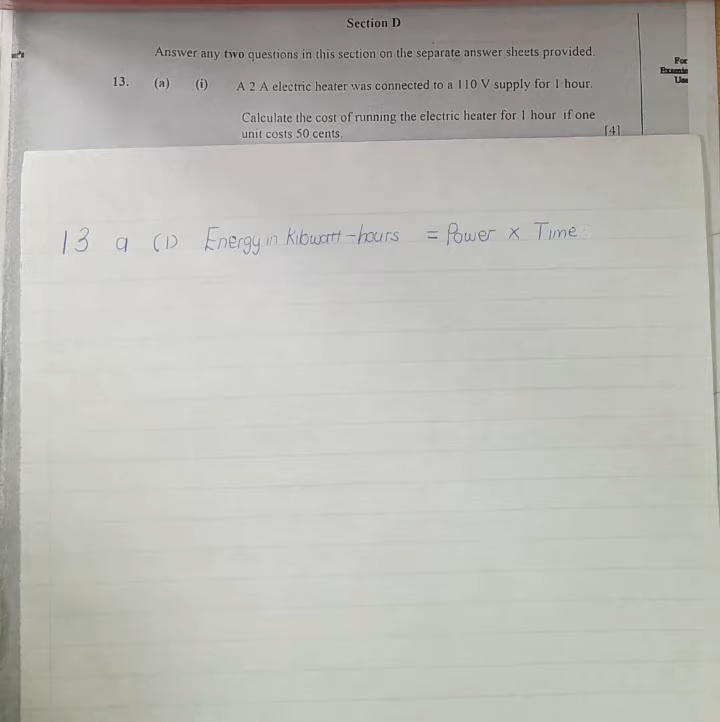 Section D
Answer any two questions in this section on the separate answer sheets provided.
For
Examin
Use
13. (a) (i) A 2 A electric heater was connected to a 110 V supply for 1 hour.
Calculate the cost of running the electric heater for 1 hour if one
unit costs 50 cents. [4]
13 a (i) Energy in Kilowatt-hours = Power × Time